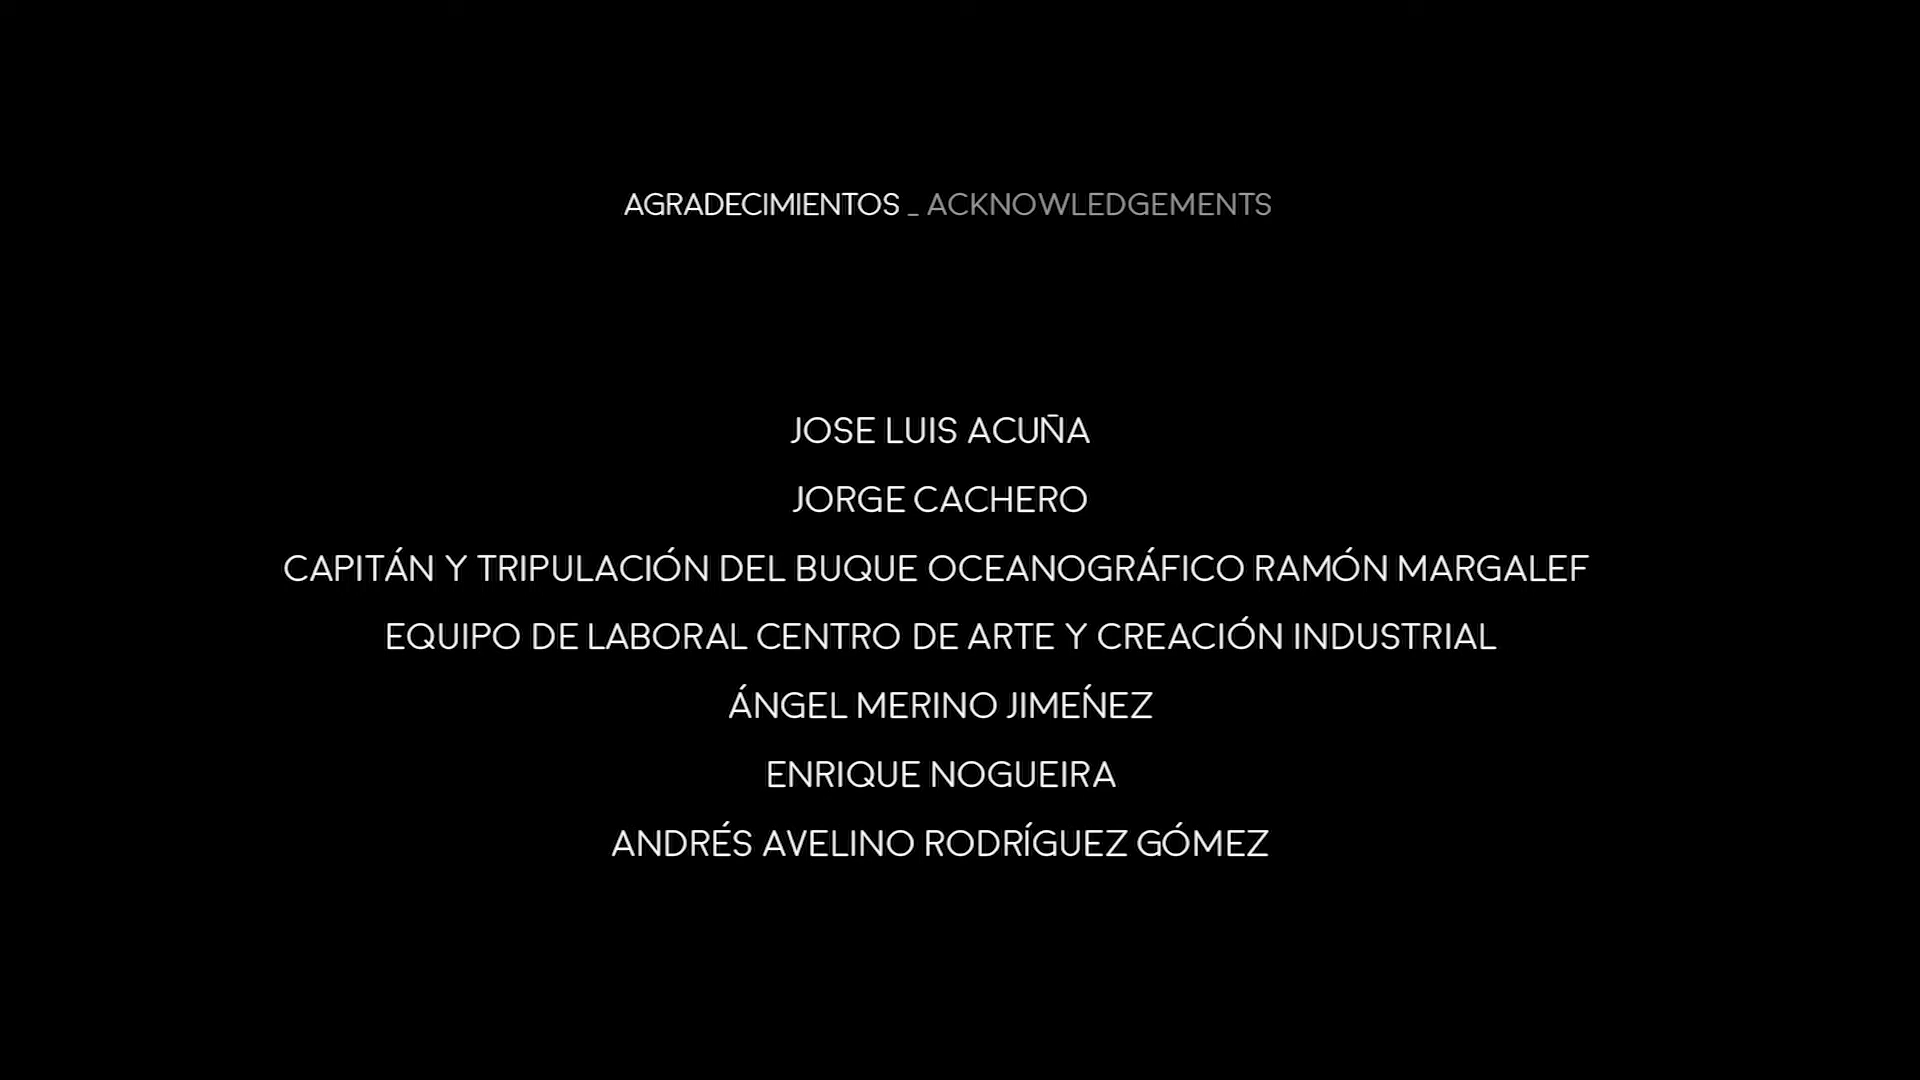 AGRADECIMIENTOS _ ACKNOWLEDGEMENTS
JOSE LUIS ACUÑA
JORGE CACHERO
CAPITÁN Y TRIPULACIÓN DEL BUQUE OCEANOGRÁFICO RAMÓN MARGALEF
EQUIPO DE LABORAL CENTRO DE ARTE Y CREACIÓN INDUSTRIAL
ÁNGEL MERINO JIMEŃEZ
ENRIQUE NOGUEIRA
ANDRÉS AVELINO RODRÍGUEZ GÓMEZ